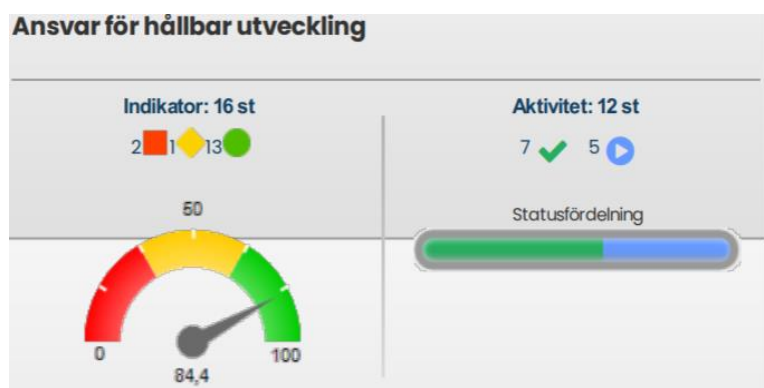 Ansvar för hållbar utveckling
Indikator: 16 st
2 1 13
50
0 100
84,4
Aktivitet: 12 st
7 5
Statusfördelning